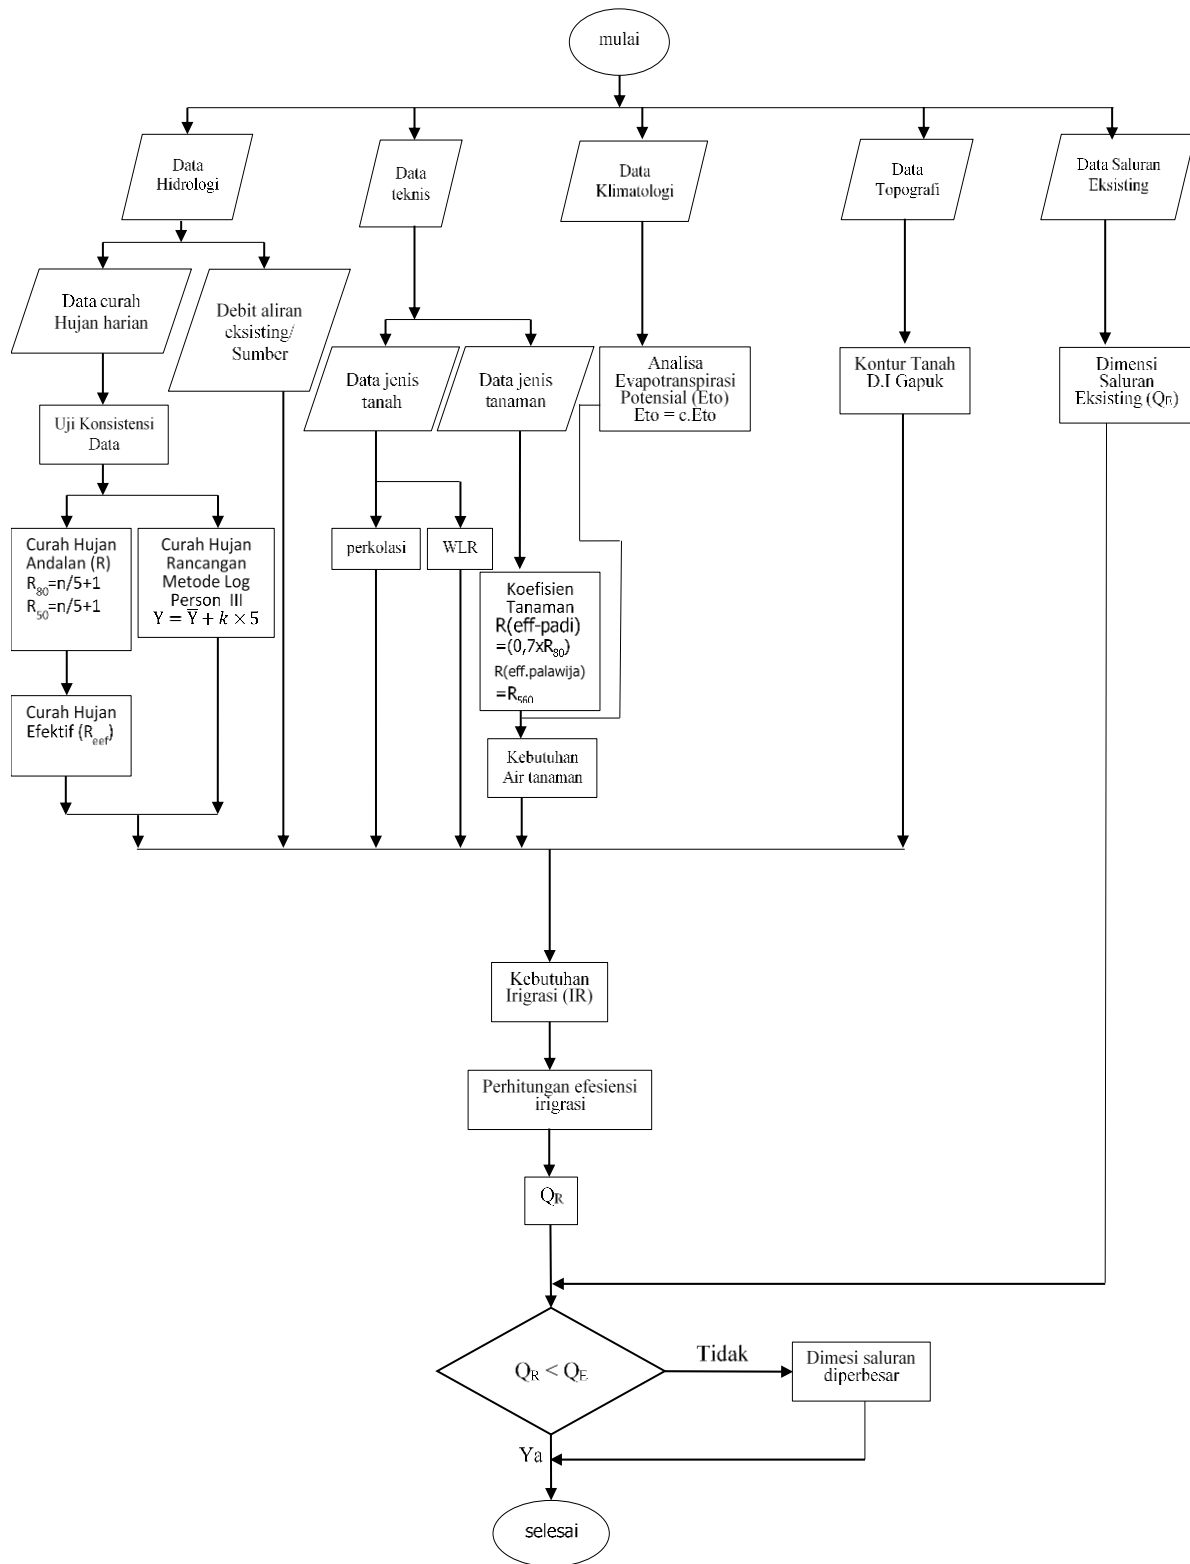 mulai
Data
Hidrologi
Data
teknis
Data
Klimatologi
Data
Topografi
Data Saluran
Eksisting
Data curah
Hujan harian
Debit aliran
eksisting/
Sumber
Data jenis
tanah
Data jenis
tanaman
Analisa
Evapotranspirasi
Potensial (Eto)
Eto = c.Eto
Kontur Tanah
D.I Gapuk
Dimensi
Saluran
Eksisting (QE)
Uji Konsistensi
Data
Curah Hujan
Andalan (R)
R80=n/5+1
R50=n/5+1
Curah Hujan
Rancangan
Metode Log
Person III
Y = Y̅ + k × 5
perkolasi
WLR
Koefisien
Tanaman
R(eff-padi)
=(0,7xR80)
R(eff.palawija)
=R560
Curah Hujan
Efektif (Reef)
Kebutuhan
Air tanaman
Kebutuhan
Irigrasi (IR)
Perhitungan efesiensi
irigrasi
QR
QR < QE
Tidak
Dimesi saluran
diperbesar
Ya
selesai